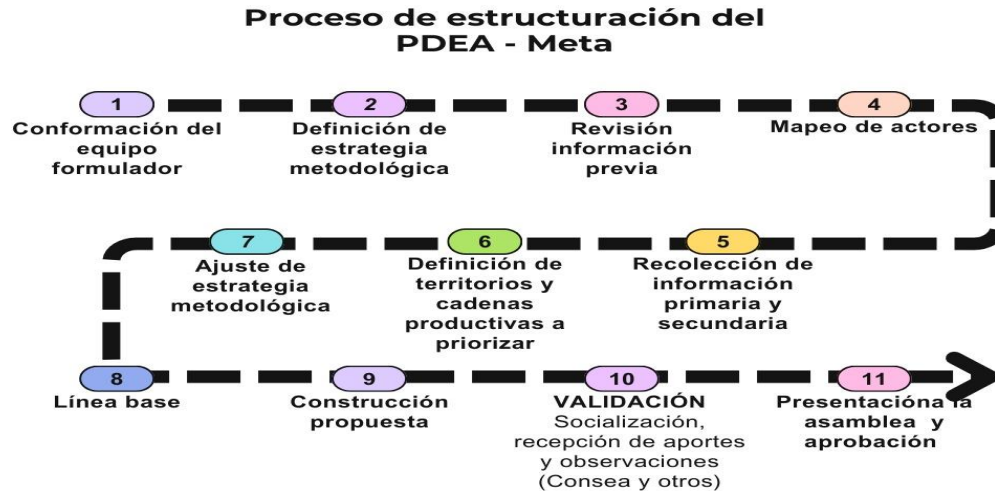 Proceso de estructuración del
PDEA - Meta
1
Conformación del
equipo
formulador
2
Definición de
estrategia
metodológica
3
Revisión
información
previa
4
Mapeo de actores
5
Recolección de
información
primaria y
secundaria
6
Definición de
territorios y
cadenas
productivas a
priorizar
7
Ajuste de
estrategia
metodológica
8
Línea base
9
Construcción
propuesta
10
VALIDACIÓN
Socialización,
recepción de aportes
y observaciones
(Consea y otros)
11
Presentacióna la
asamblea y
aprobación